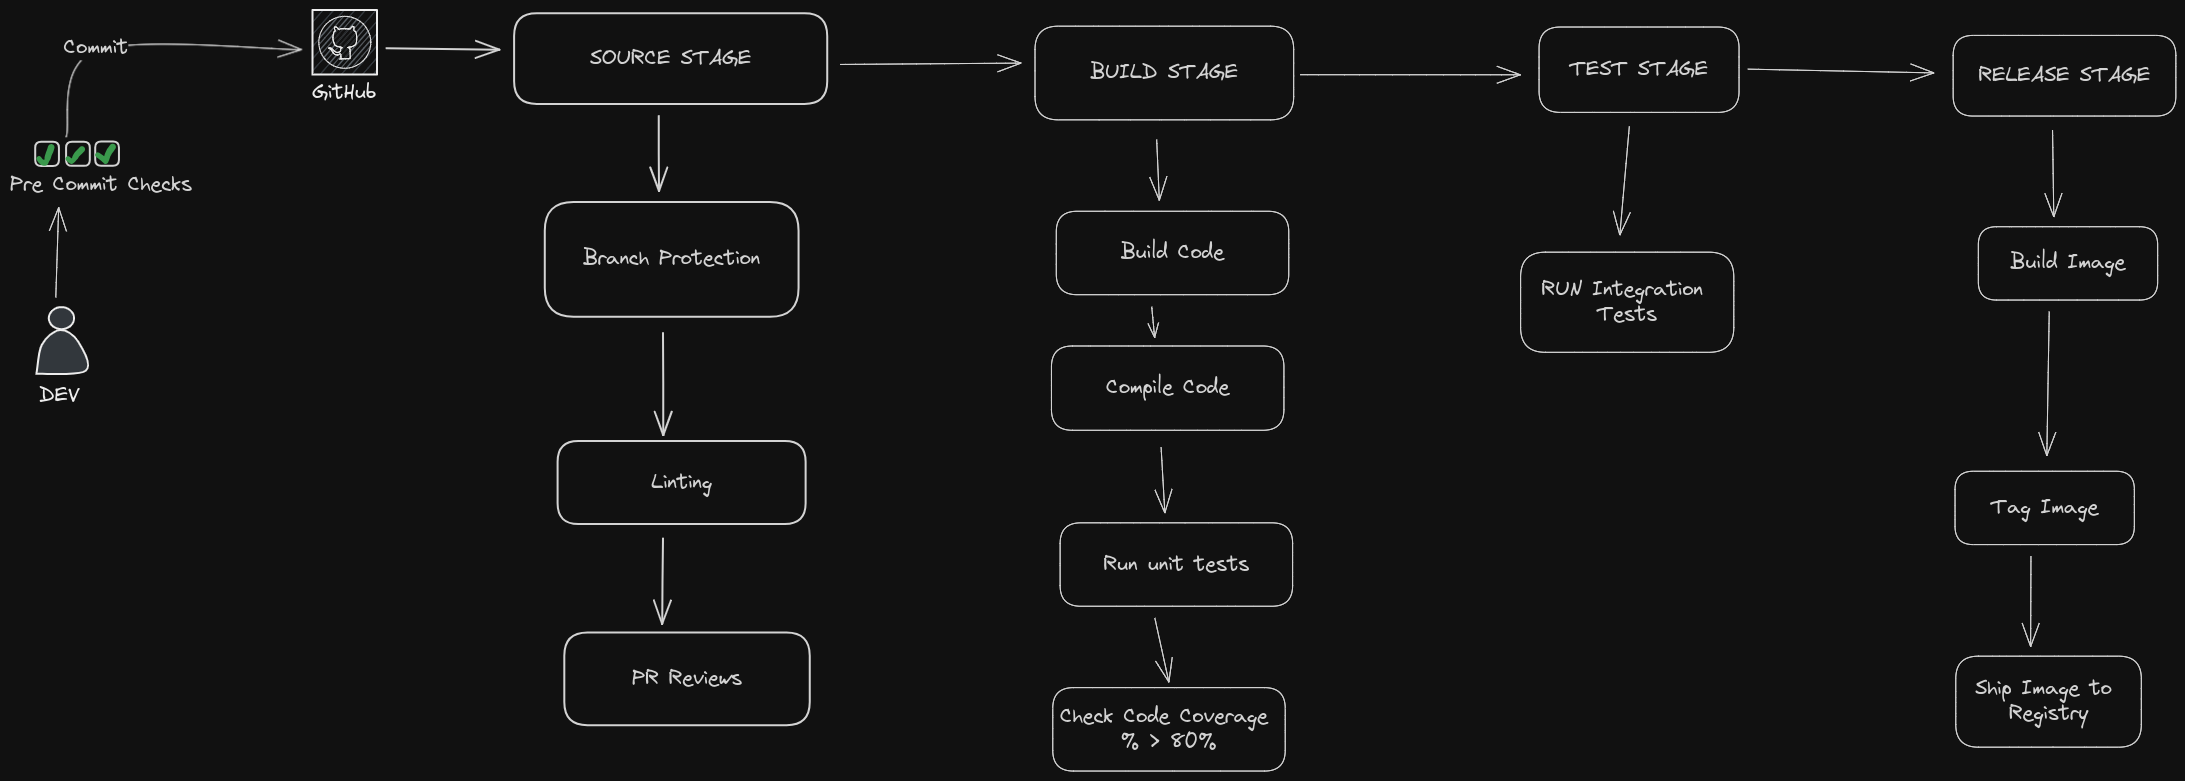 Commit
GitHub
Pre Commit Checks
DEV
SOURCE STAGE
Branch Protection
Linting
PR Reviews
BUILD STAGE
Build Code
Compile Code
Run unit tests
Check Code Coverage
% > 80%
TEST STAGE
RUN Integration
Tests
RELEASE STAGE
Build Image
Tag Image
Ship Image to
Registry